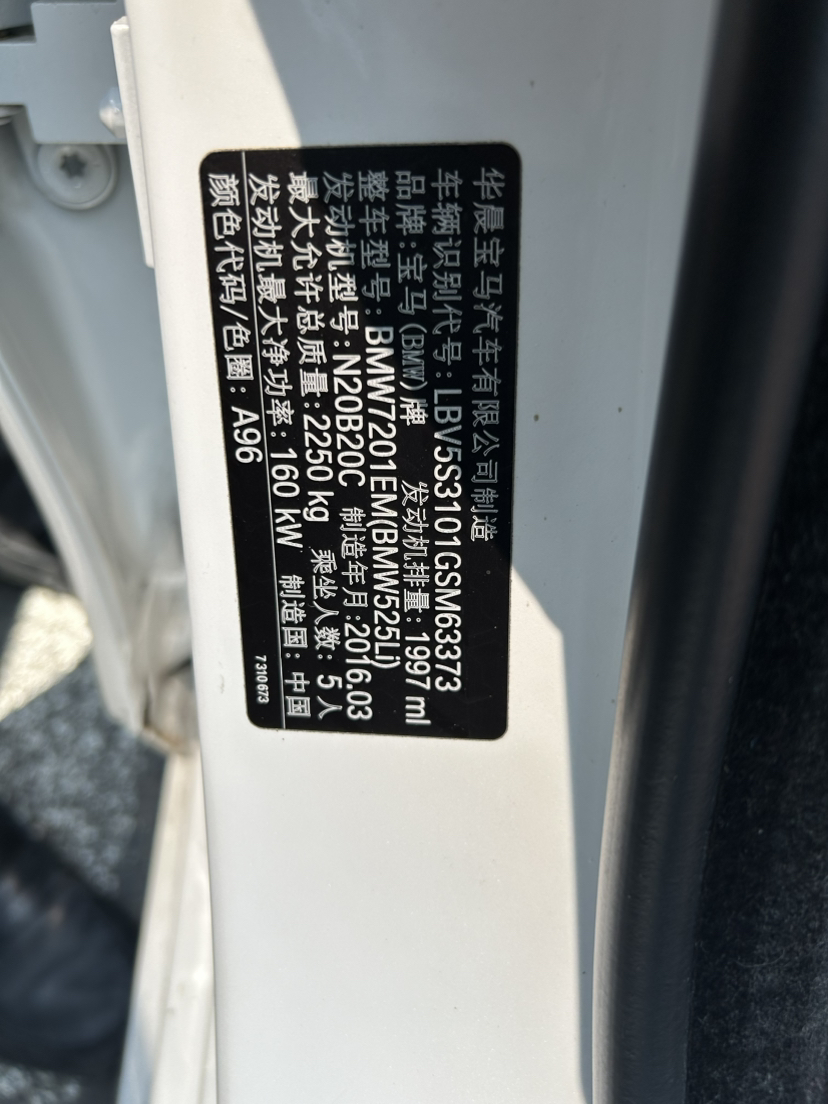 华晨宝马汽车有限公司制造
车辆识别代号: LBV5S3101GSM63373
品牌:宝马(BMW)牌 发动机排量: 1997 ml
整车型号: BMW7201EM(BMW525Li)
发动机型号: N20B20C 制造年月:2016.03
最大允许总质量: 2250 kg 乘坐人数: 5 人
发动机最大净功率: 160 kW 制造国: 中国
颜色代码/色圈: A96
7 310 673